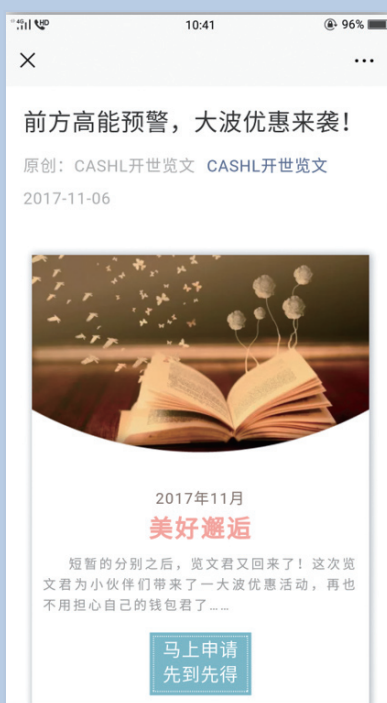 4G HD 10:41 96%
前方高能预警，大波优惠来袭！
原创：CASHL开世览文 CASHL开世览文
2017-11-06
2017年11月
美好邂逅
短暂的分别之后，览文君又回来了！这次览
文君为小伙伴们带来了一大波优惠活动，再也
不用担心自己的钱包君了……
马上申请
先到先得